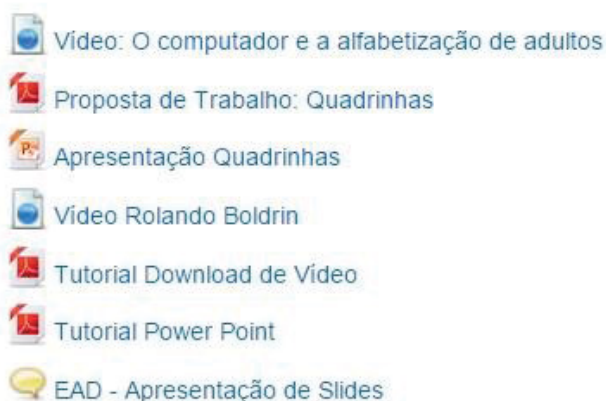 Vídeo: O computador e a alfabetização de adultos
Proposta de Trabalho: Quadrinhas
Apresentação Quadrinhas
Vídeo Rolando Boldrin
Tutorial Download de Vídeo
Tutorial Power Point
EAD - Apresentação de Slides